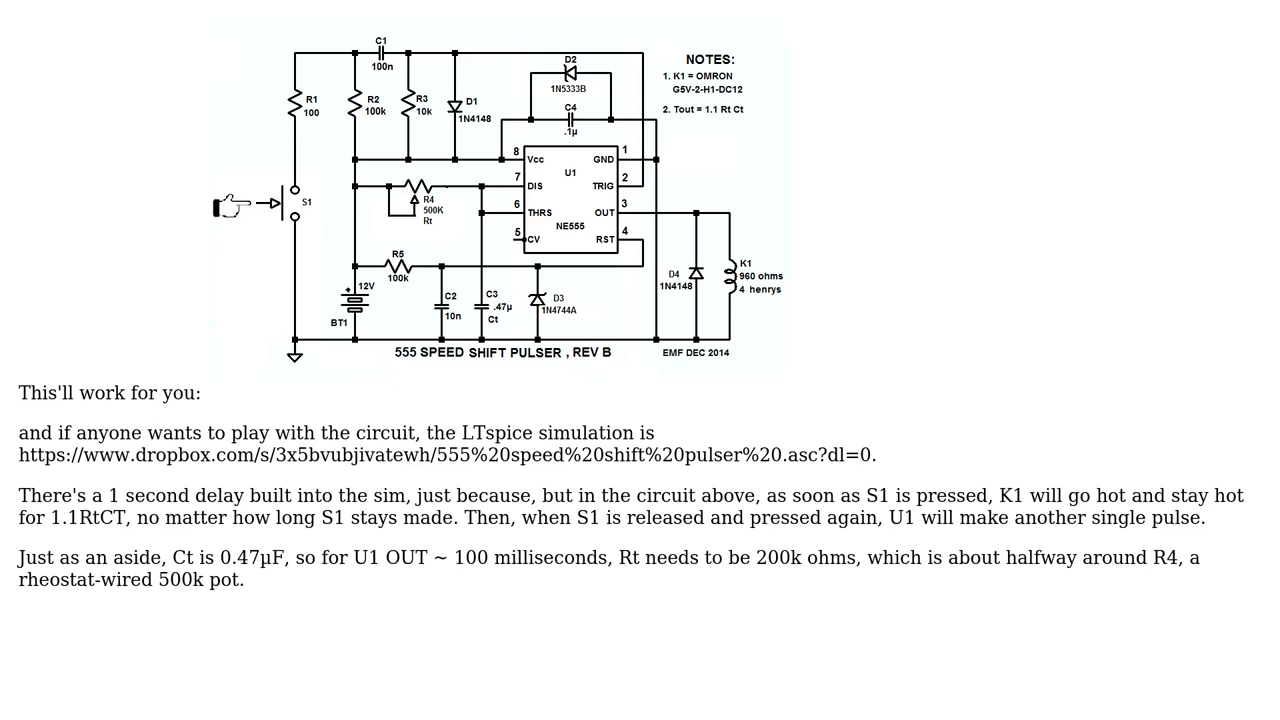 C1
100n
R1
100
R2
100k
R3
10k
D1
1N4148
D2
1N5333B
C4
.1µ
NOTES:
1. K1 = OMRON
G5V-2-H1-DC12
2. Tout = 1.1 Rt Ct
8
Vcc
GND
1
U1
7
DIS
TRIG
2
6
THRS
OUT
3
NE555
5
CV
RST
4
S1
R4
500K
Rt
R5
100k
12V
+
BT1
C2
10n
C3
.47µ
Ct
D3
1N4744A
D4
1N4148
K1
960 ohms
4 henrys
555 SPEED SHIFT PULSER , REV B
EMF DEC 2014
This'll work for you:
and if anyone wants to play with the circuit, the LTspice simulation is
https://www.dropbox.com/s/3x5bvubjivatewh/555%20speed%20shift%20pulser%20.asc?dl=0.
There's a 1 second delay built into the sim, just because, but in the circuit above, as soon as S1 is pressed, K1 will go hot and stay hot
for 1.1RtCT, no matter how long S1 stays made. Then, when S1 is released and pressed again, U1 will make another single pulse.
Just as an aside, Ct is 0.47µF, so for U1 OUT ~ 100 milliseconds, Rt needs to be 200k ohms, which is about halfway around R4, a
rheostat-wired 500k pot.